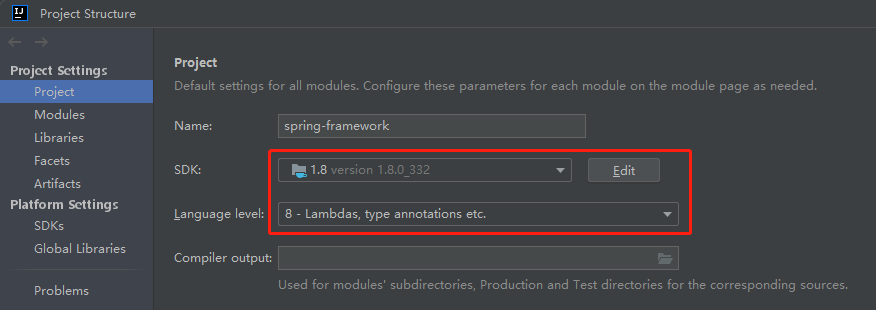 IJ Project Structure
Project Settings
Project
Modules
Libraries
Facets
Artifacts
Platform Settings
SDKs
Global Libraries
Problems
Project
Default settings for all modules. Configure these parameters for each module on the module page as needed.
Name: spring-framework
SDK: 1.8 version 1.8.0_332 Edit
Language level: 8 - Lambdas, type annotations etc.
Compiler output:
Used for modules' subdirectories, Production and Test directories for the corresponding sources.